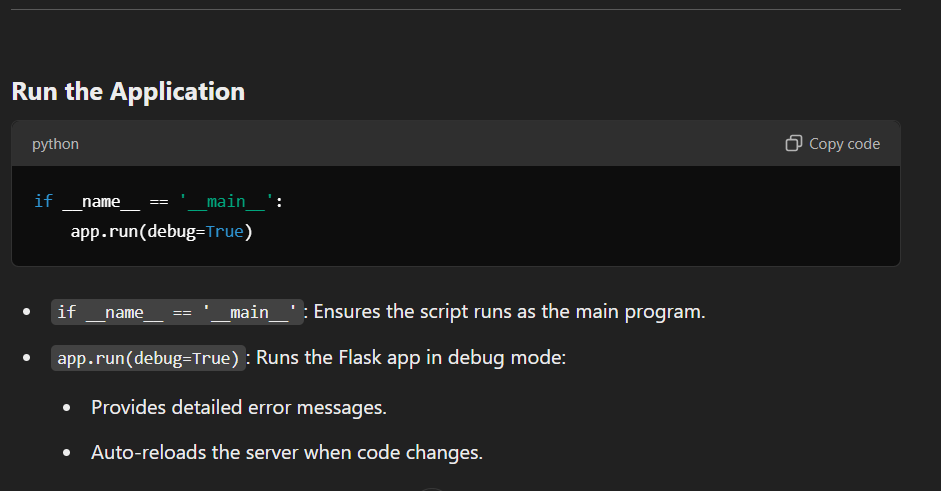 Run the Application
python Copy code
if __name__ == '__main__':
    app.run(debug=True)
• if __name__ == '__main__' : Ensures the script runs as the main program.
• app.run(debug=True) : Runs the Flask app in debug mode:
• Provides detailed error messages.
• Auto-reloads the server when code changes.